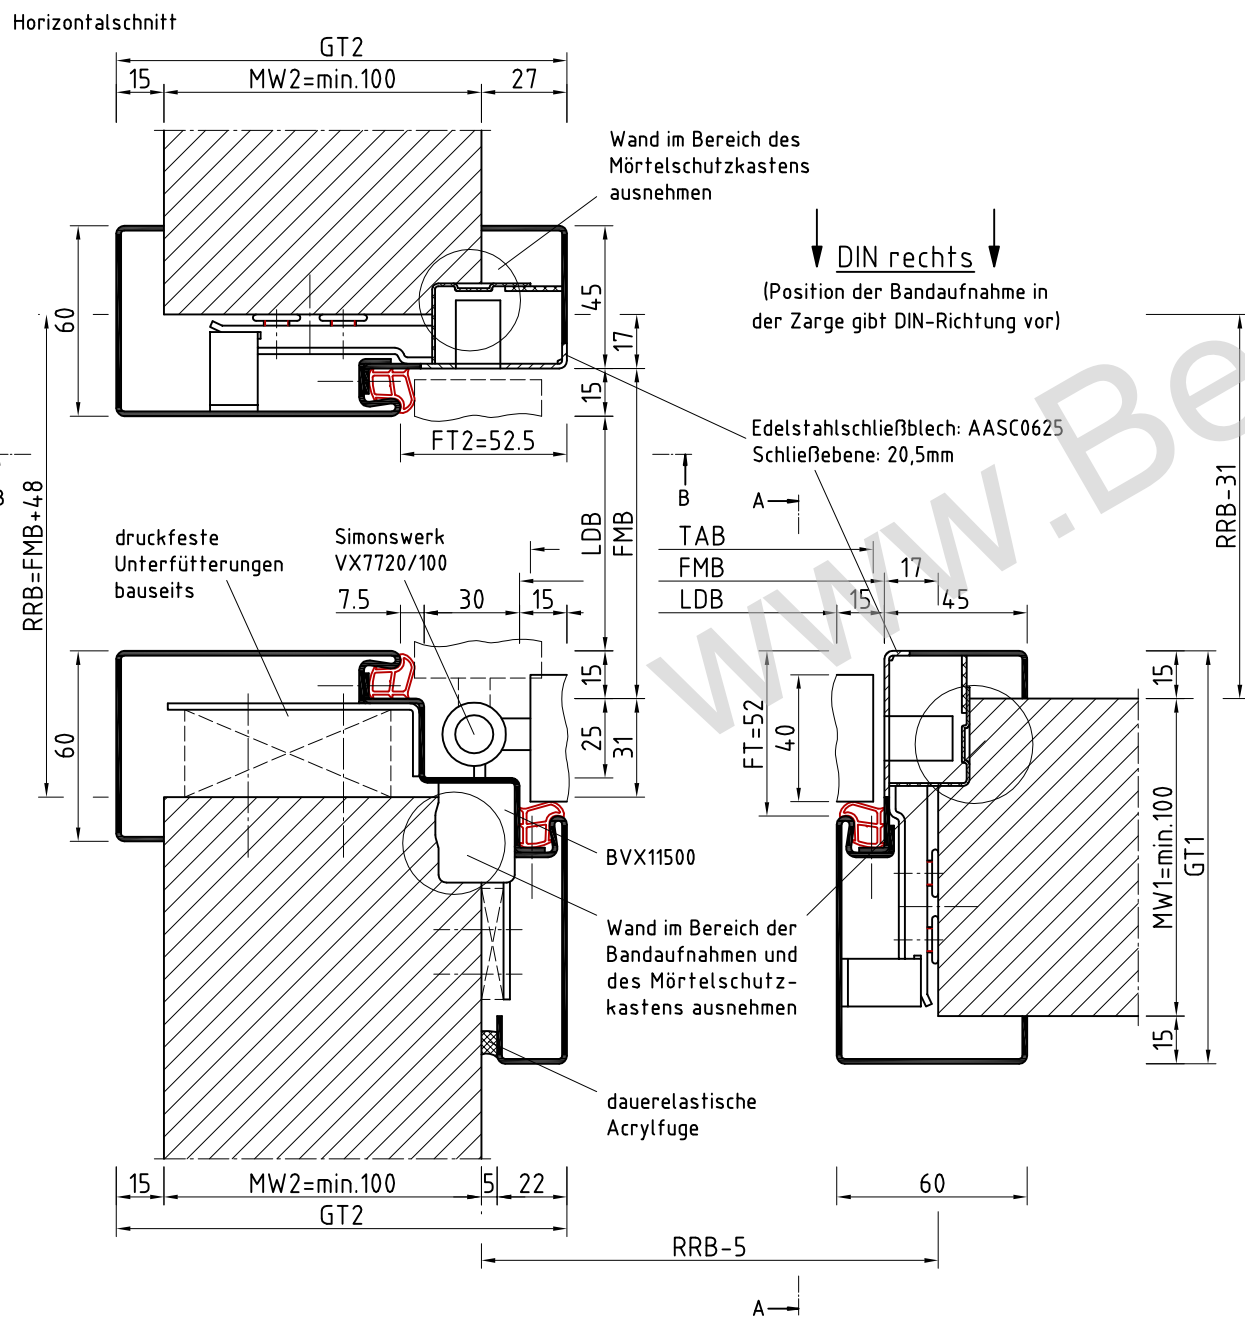 Horizontalschnitt
GT2
15
MW2=min.100
27
Wand im Bereich des
Mörtelschutzkastens
ausnehmen
DIN rechts
(Position der Bandaufnahme in
der Zarge gibt DIN-Richtung vor)
60
45
17
15
FT2=52.5
Edelstahlschließblech: AASC0625
Schließebene: 20,5mm
B
B
A
RRB=FMB+48
LDB
FMB
RRB-31
druckfeste
Unterfütterungen
bauseits
Simonswerk
VX7720/100
TAB
FMB
LDB
17
15
45
7.5
30
15
60
15
25
31
FT=52
40
15
MW1=min.100
GT1
15
BVX11500
Wand im Bereich der
Bandaufnahmen und
des Mörtelschutz-
kastens ausnehmen
dauerelastische
Acrylfuge
15
MW2=min.100
5
22
60
GT2
RRB-5
A
www.Be